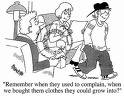 "Remember when they used to complain, when
we bought them clothes they could grow into?"